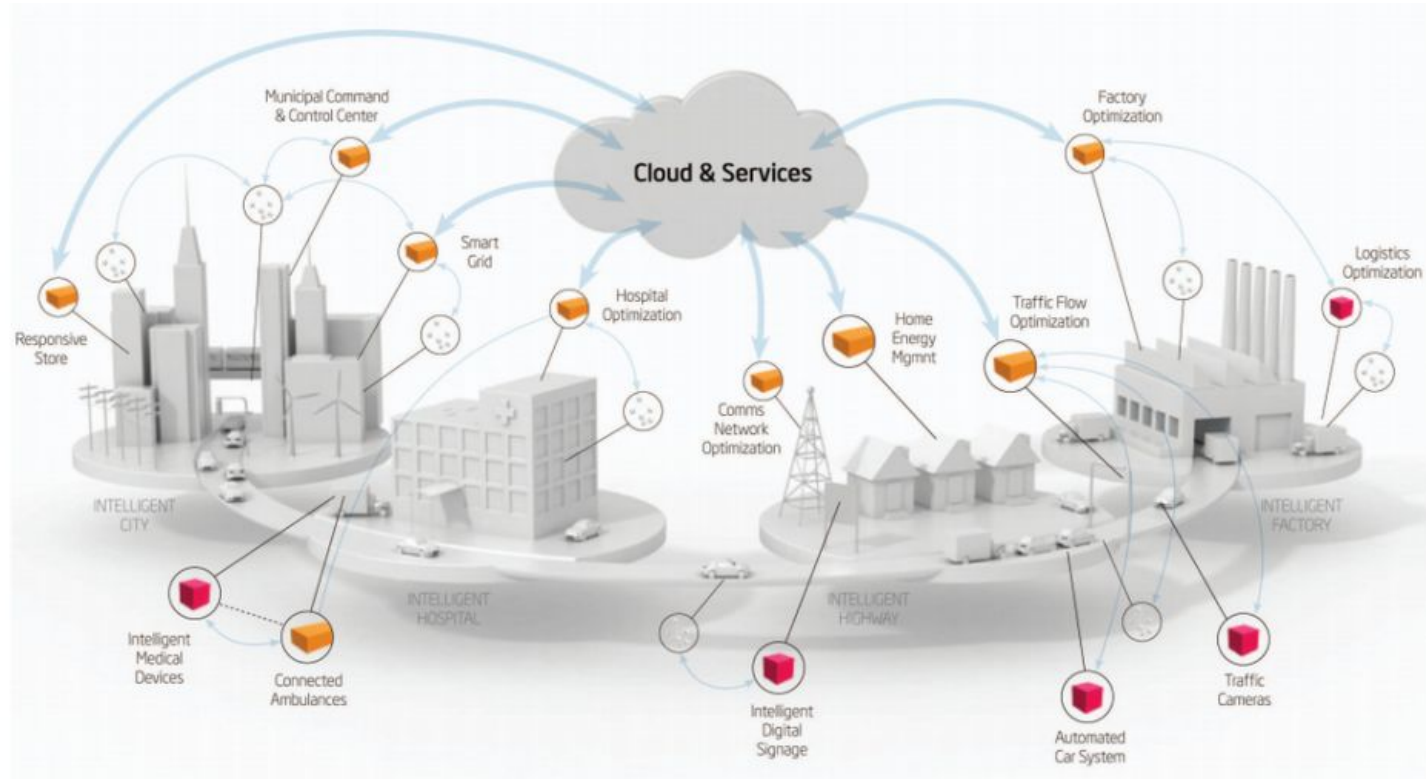 Municipal Command
& Control Center
Factory
Optimization
Cloud & Services
Smart
Grid
Logistics
Optimization
Responsive
Store
Hospital
Optimization
Home
Energy
Mgmnt
Traffic Flow
Optimization
Comms
Network
Optimization
INTELLIGENT
CITY
INTELLIGENT
FACTORY
INTELLIGENT
HOSPITAL
INTELLIGENT
HIGHWAY
Intelligent
Medical
Devices
Connected
Ambulances
Intelligent
Digital
Signage
Automated
Car System
Traffic
Cameras